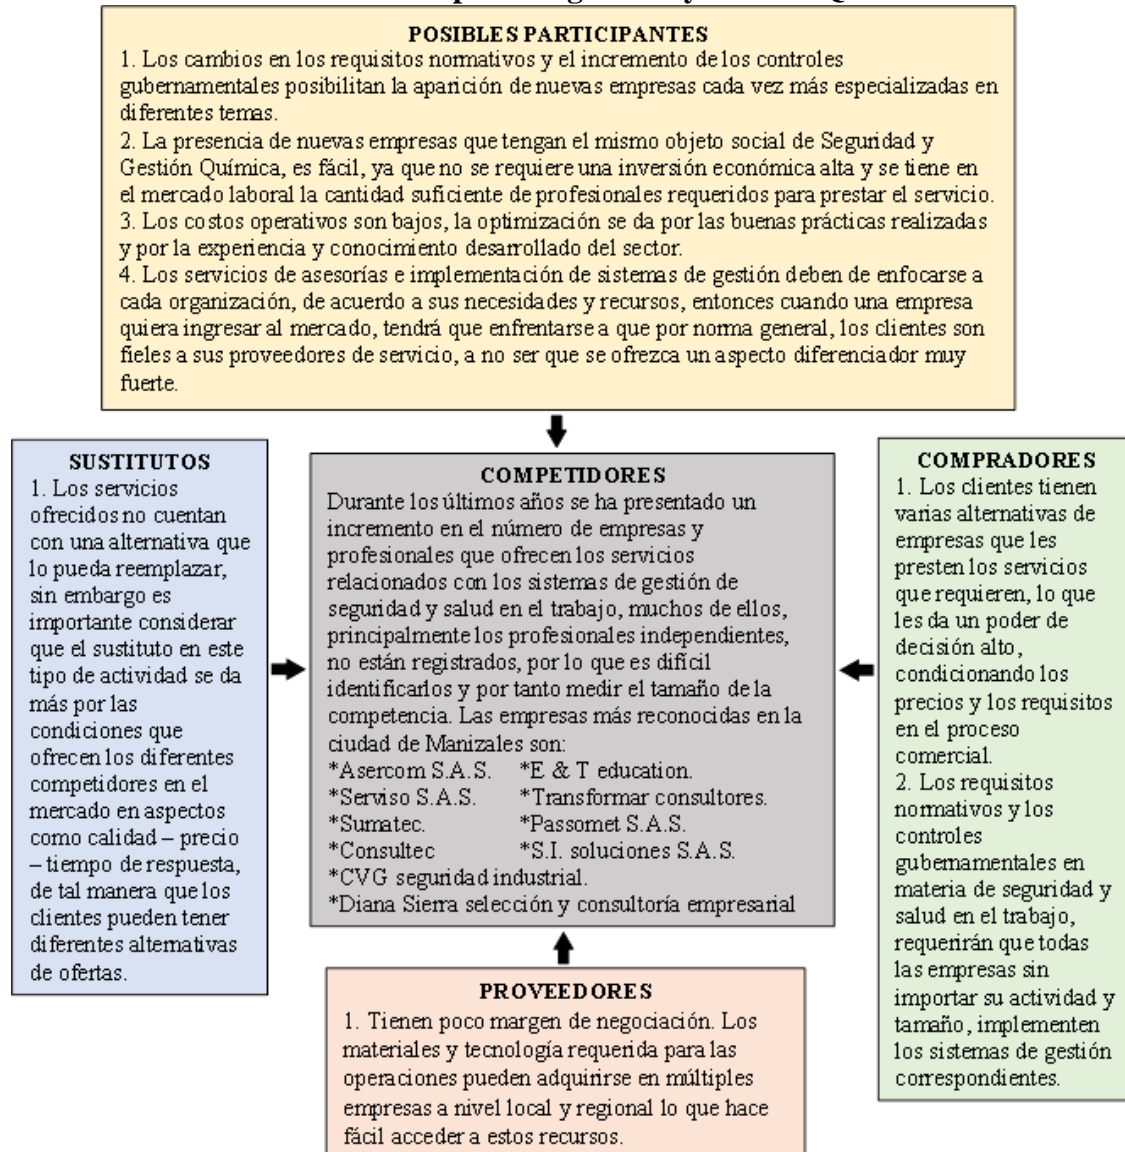 POSIBLES PARTICIPANTES
1. Los cambios en los requisitos normativos y el incremento de los controles
gubernamentales posibilitan la aparición de nuevas empresas cada vez más especializadas en
diferentes temas.
2. La presencia de nuevas empresas que tengan el mismo objeto social de Seguridad y
Gestión Química, es fácil, ya que no se requiere una inversión económica alta y se tiene en
el mercado laboral la cantidad suficiente de profesionales requeridos para prestar el servicio.
3. Los costos operativos son bajos, la optimización se da por las buenas prácticas realizadas
y por la experiencia y conocimiento desarrollado del sector.
4. Los servicios de asesorías e implementación de sistemas de gestión deben de enfocarse a
cada organización, de acuerdo a sus necesidades y recursos, entonces cuando una empresa
quiera ingresar al mercado, tendrá que enfrentarse a que por norma general, los clientes son
fieles a sus proveedores de servicio, a no ser que se ofrezca un aspecto diferenciador muy
fuerte.
SUSTITUTOS
1. Los servicios
ofrecidos no cuentan
con una alternativa que
lo pueda reemplazar,
sin embargo es
importante considerar
que el sustituto en este
tipo de actividad se da
más por las
condiciones que
ofrecen los diferentes
competidores en el
mercado en aspectos
como calidad – precio
– tiempo de respuesta,
de tal manera que los
clientes pueden tener
diferentes alternativas
de ofertas.
COMPETIDORES
Durante los últimos años se ha presentado un
incremento en el número de empresas y
profesionales que ofrecen los servicios
relacionados con los sistemas de gestión de
seguridad y salud en el trabajo, muchos de ellos,
principalmente los profesionales independientes,
no están registrados, por lo que es difícil
identificarlos y por tanto medir el tamaño de la
competencia. Las empresas más reconocidas en la
ciudad de Manizales son:
*Asercom S.A.S. *E & T education.
*Serviso S.A.S. *Transformar consultores.
*Sumatec. *Passomet S.A.S.
*Consultec *S.I. soluciones S.A.S.
*CVG seguridad industrial.
*Diana Sierra selección y consultoría empresarial
COMPRADORES
1. Los clientes tienen
varias alternativas de
empresas que les
presten los servicios
que requieren, lo que
les da un poder de
decisión alto,
condicionando los
precios y los requisitos
en el proceso
comercial.
2. Los requisitos
normativos y los
controles
gubernamentales en
materia de seguridad y
salud en el trabajo,
requerirán que todas
las empresas sin
importar su actividad y
tamaño, implementen
los sistemas de gestión
correspondientes.
PROVEEDORES
1. Tienen poco margen de negociación. Los
materiales y tecnología requerida para las
operaciones pueden adquirirse en múltiples
empresas a nivel local y regional lo que hace
fácil acceder a estos recursos.